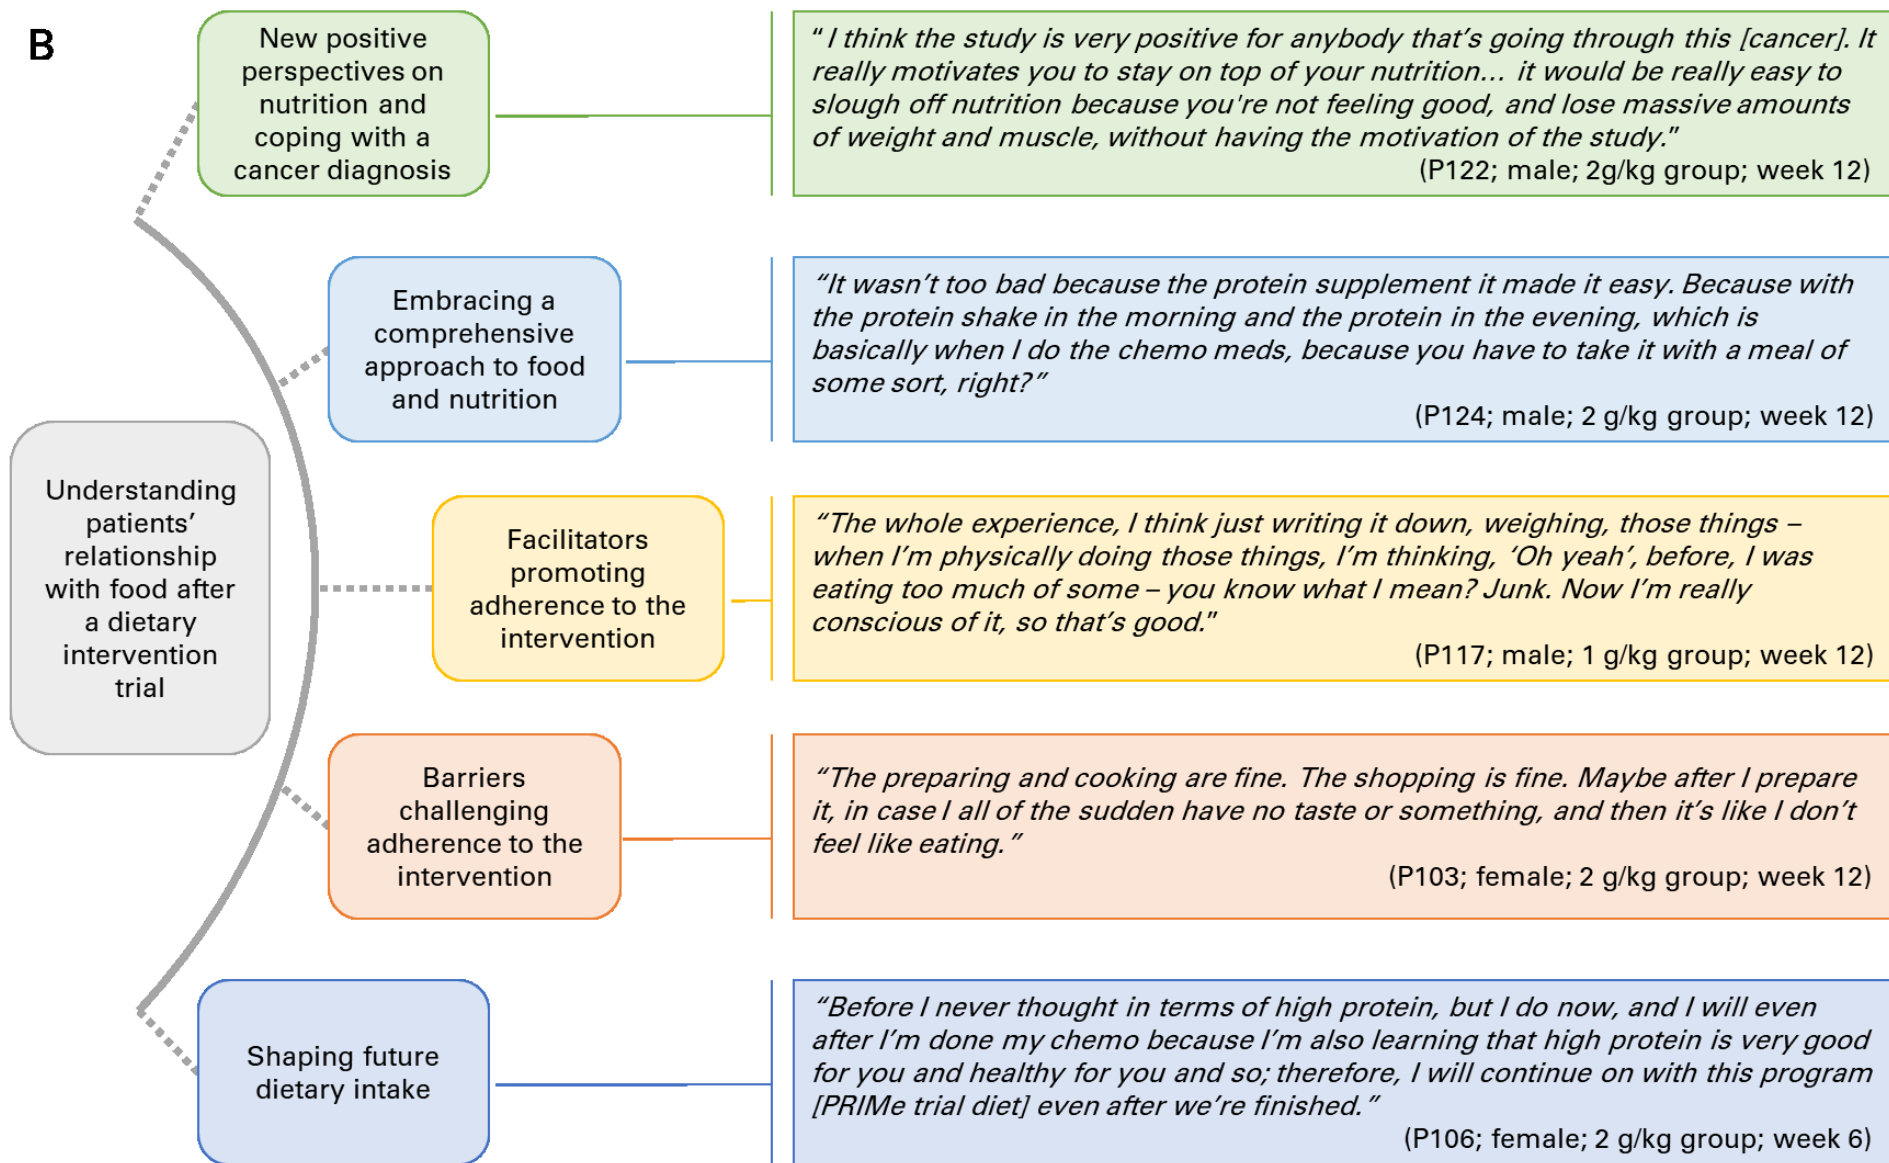 B
New positive
perspectives on
nutrition and
coping with a
cancer diagnosis
“I think the study is very positive for anybody that’s going through this [cancer]. It
really motivates you to stay on top of your nutrition… it would be really easy to
slough off nutrition because you're not feeling good, and lose massive amounts
of weight and muscle, without having the motivation of the study."
(P122; male; 2g/kg group; week 12)
Embracing a
comprehensive
approach to food
and nutrition
“It wasn’t too bad because the protein supplement it made it easy. Because with
the protein shake in the morning and the protein in the evening, which is
basically when I do the chemo meds, because you have to take it with a meal of
some sort, right?”
(P124; male; 2 g/kg group; week 12)
Understanding
patients’
relationship
with food after
a dietary
intervention
trial
Facilitators
promoting
adherence to the
intervention
“The whole experience, I think just writing it down, weighing, those things –
when I’m physically doing those things, I’m thinking, ‘Oh yeah’, before, I was
eating too much of some – you know what I mean? Junk. Now I’m really
conscious of it, so that’s good."
(P117; male; 1 g/kg group; week 12)
Barriers
challenging
adherence to the
intervention
“The preparing and cooking are fine. The shopping is fine. Maybe after I prepare
it, in case I all of the sudden have no taste or something, and then it’s like I don’t
feel like eating.”
(P103; female; 2 g/kg group; week 12)
Shaping future
dietary intake
“Before I never thought in terms of high protein, but I do now, and I will even
after I’m done my chemo because I’m also learning that high protein is very good
for you and healthy for you and so; therefore, I will continue on with this program
[PRIMe trial diet] even after we’re finished.”
(P106; female; 2 g/kg group; week 6)